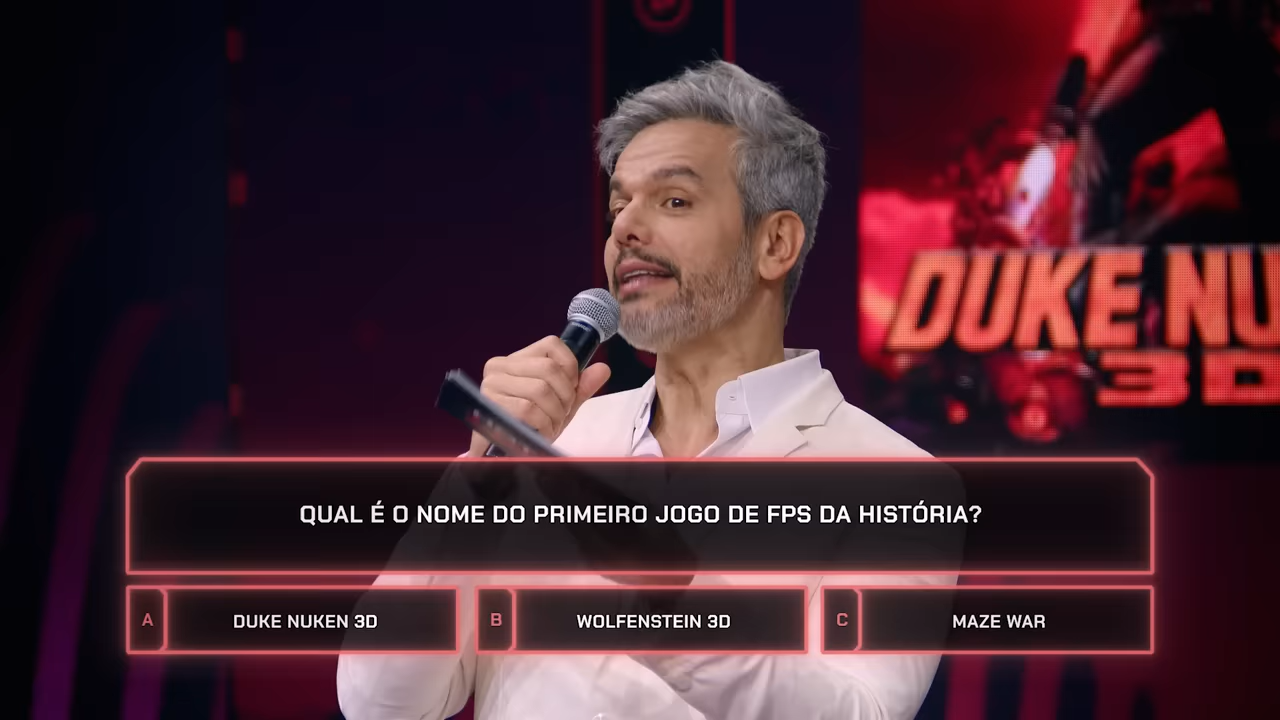 DUKE NU
3D
QUAL É O NOME DO PRIMEIRO JOGO DE FPS DA HISTÓRIA?
A DUKE NUKEN 3D
B WOLFENSTEIN 3D
C MAZE WAR